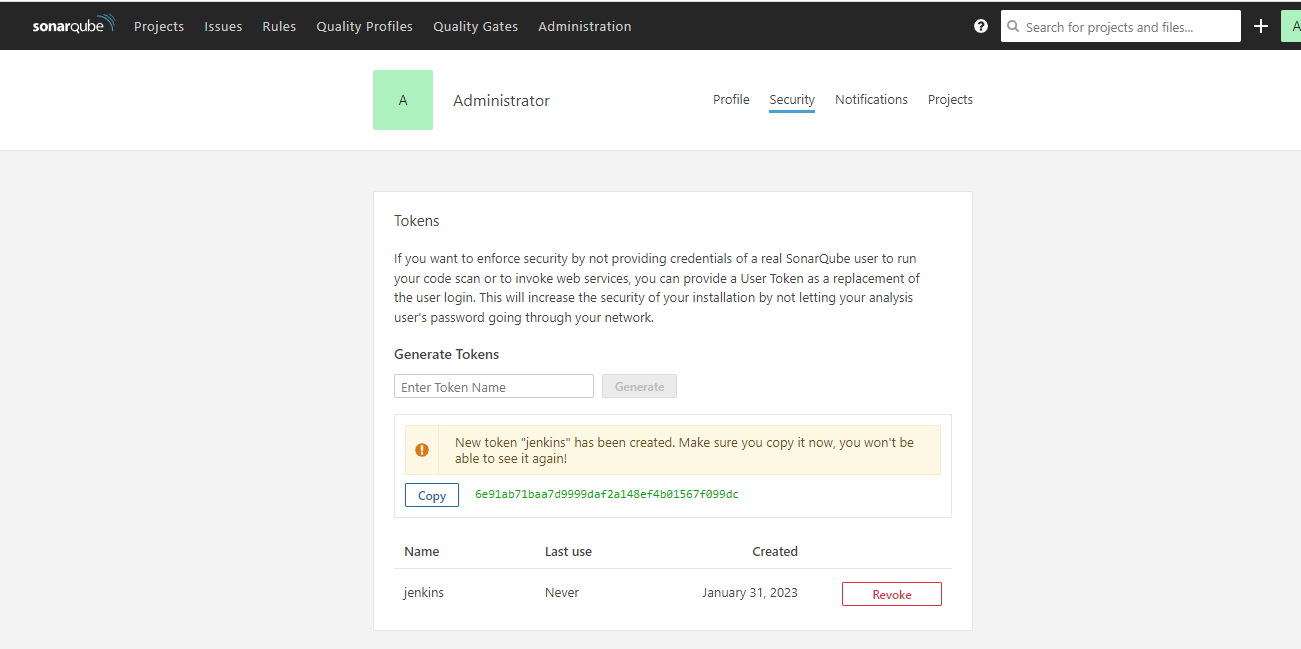 sonarqube Projects Issues Rules Quality Profiles Quality Gates Administration ? Search for projects and files... + A
A Administrator Profile Security Notifications Projects
Tokens
If you want to enforce security by not providing credentials of a real SonarQube user to run
your code scan or to invoke web services, you can provide a User Token as a replacement of
the user login. This will increase the security of your installation by not letting your analysis
user's password going through your network.
Generate Tokens
Enter Token Name Generate
New token "jenkins" has been created. Make sure you copy it now, you won't be
able to see it again!
Copy 6e91ab71baa7d9999daf2a148ef4b01567f099dc
Name Last use Created
jenkins Never January 31, 2023 Revoke